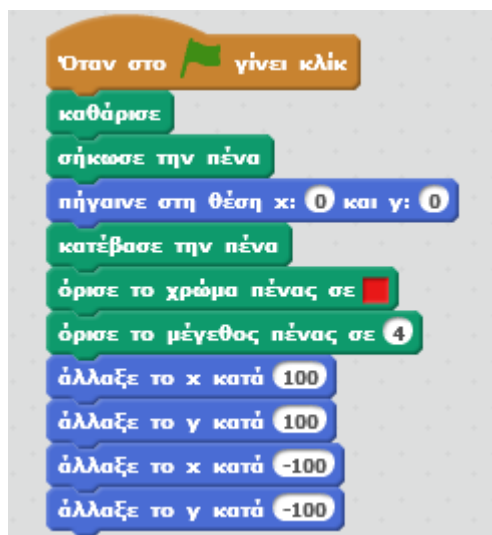 Όταν στο γίνει κλίκ
καθάρισε
σήκωσε την πένα
πήγαινε στη θέση x: 0 και y: 0
κατέβασε την πένα
όρισε το χρώμα πένας σε
όρισε το μέγεθος πένας σε 4
άλλαξε το x κατά 100
άλλαξε το y κατά 100
άλλαξε το x κατά -100
άλλαξε το y κατά -100